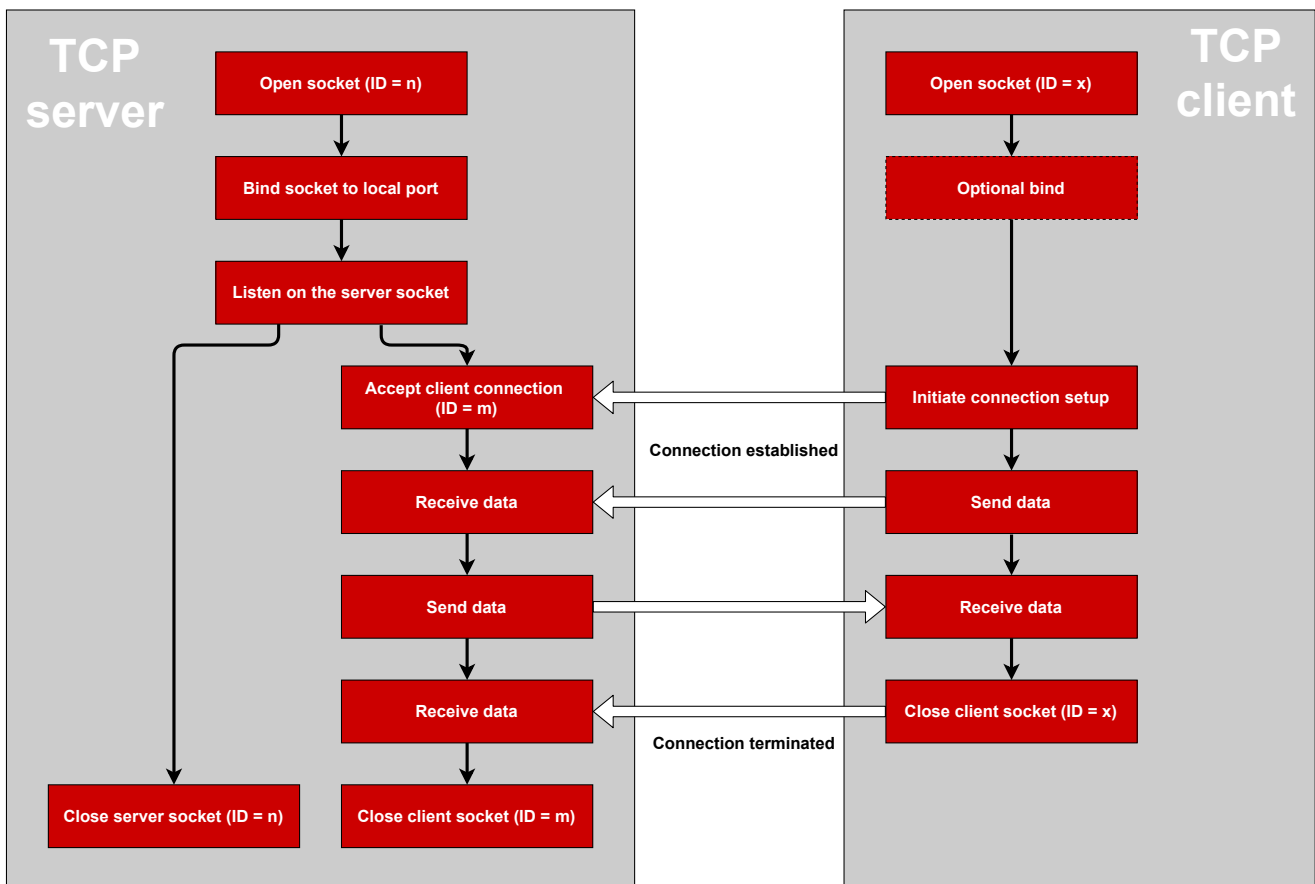 TCP
server
Open socket (ID = n)
Bind socket to local port
Listen on the server socket
Accept client connection
(ID = m)
Receive data
Send data
Receive data
Close server socket (ID = n)
Close client socket (ID = m)
Connection established
Connection terminated
TCP
client
Open socket (ID = x)
Optional bind
Initiate connection setup
Send data
Receive data
Close client socket (ID = x)